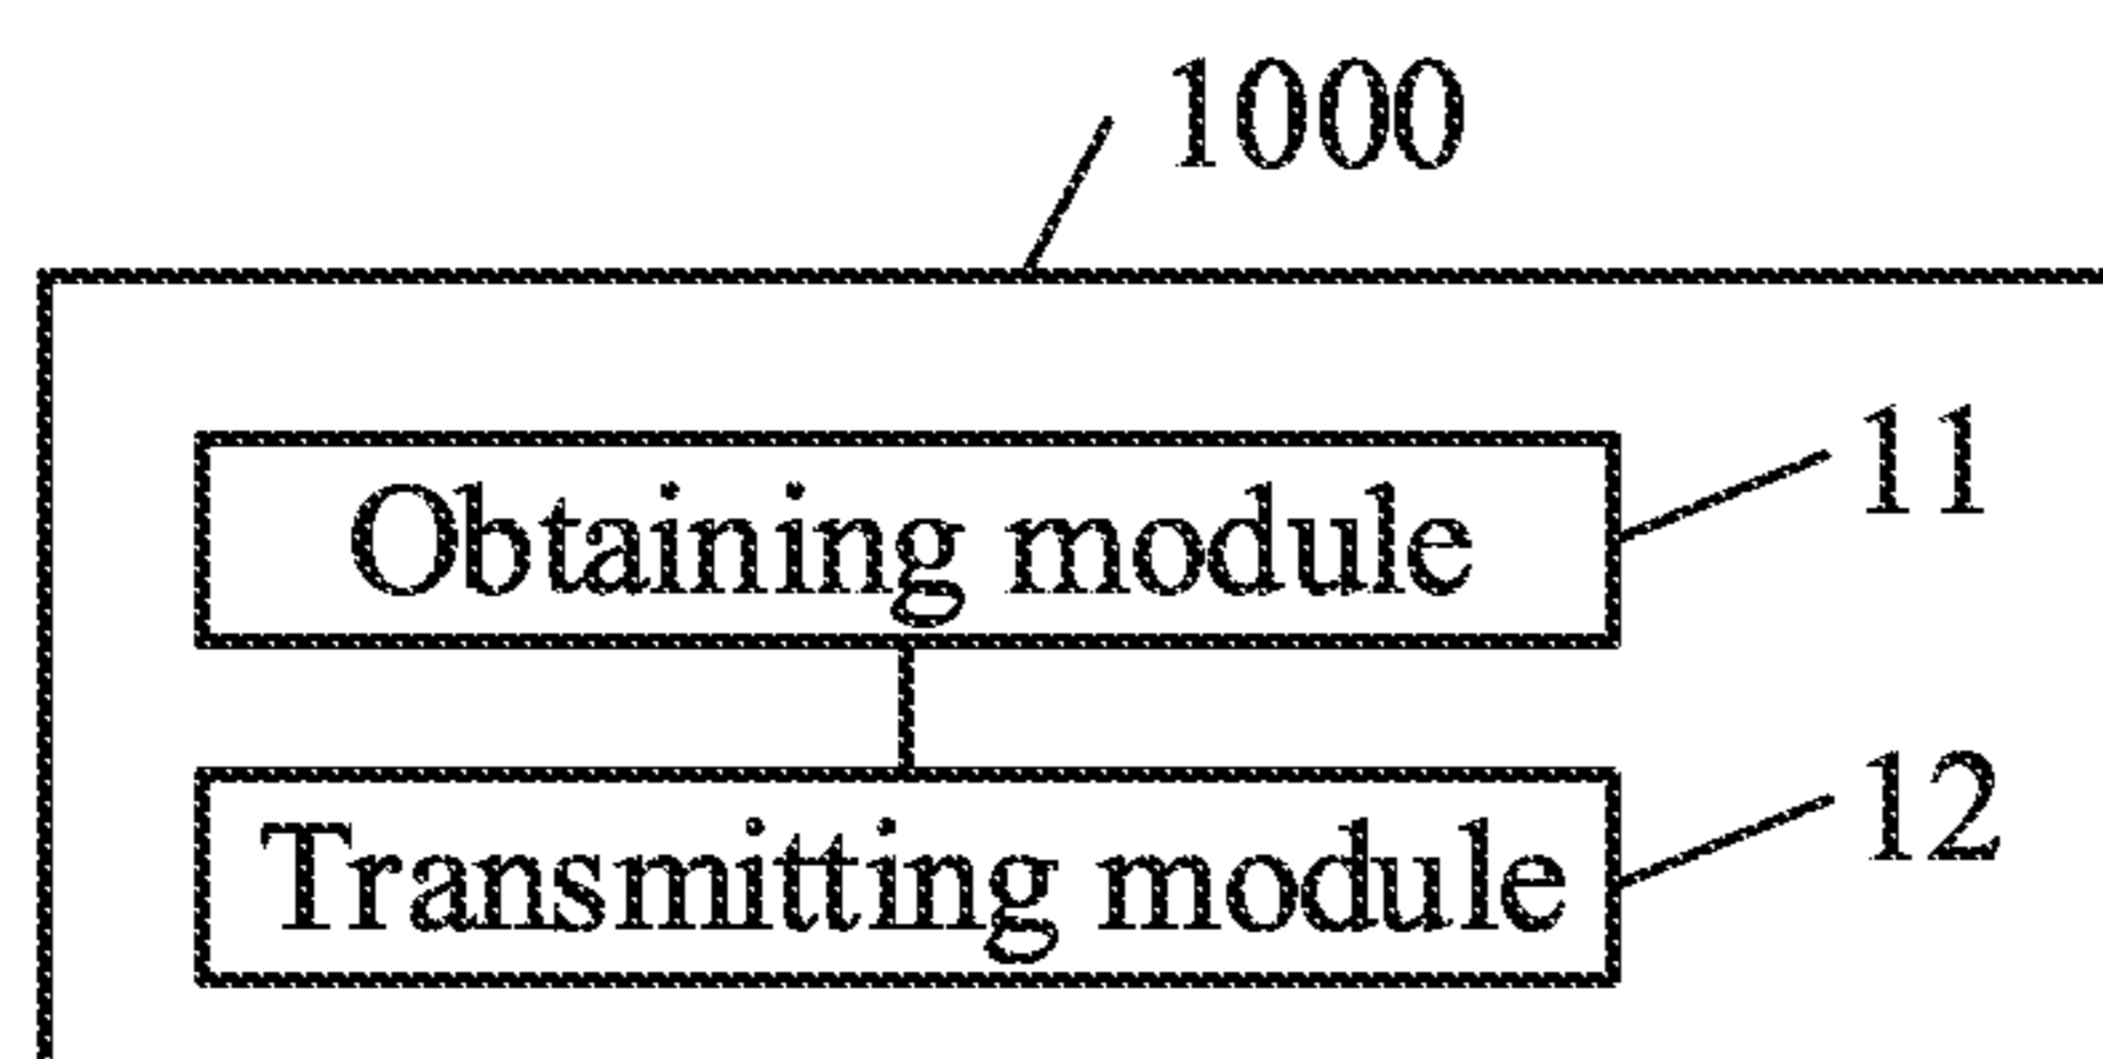 1000
Obtaining module
11
Transmitting module
12